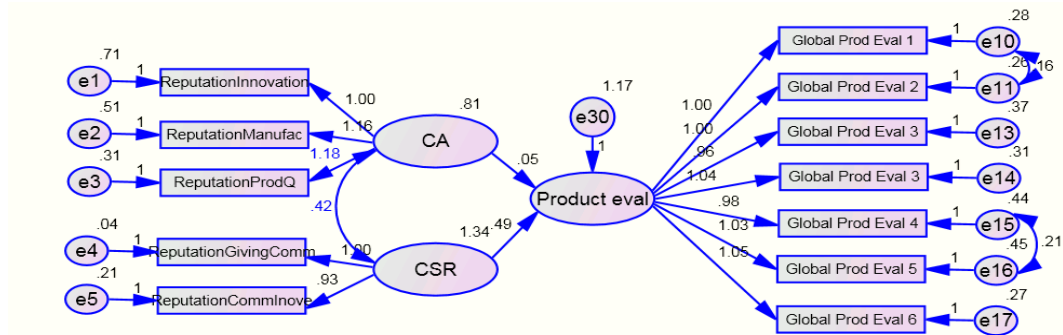 .71
e1
1
ReputationInnovation
.51
e2
1
ReputationManufac
.31
e3
1
ReputationProdQ
.04
e4
1
ReputationGivingComm
.21
e5
1
ReputationCommInove
1.00
1.16
1.18
.42
1.00
.93
.81
CA
1.34
CSR
.05
.49
1.17
e30
1
Product eval
1.00
1.00
.96
1.04
.98
1.03
1.05
Global Prod Eval 1
1
.28
e10
.16
Global Prod Eval 2
1
e11
Global Prod Eval 3
1
.37
e13
Global Prod Eval 3
1
.31
e14
Global Prod Eval 4
1
.44
e15
.21
Global Prod Eval 5
1
.45
e16
Global Prod Eval 6
1
.27
e17